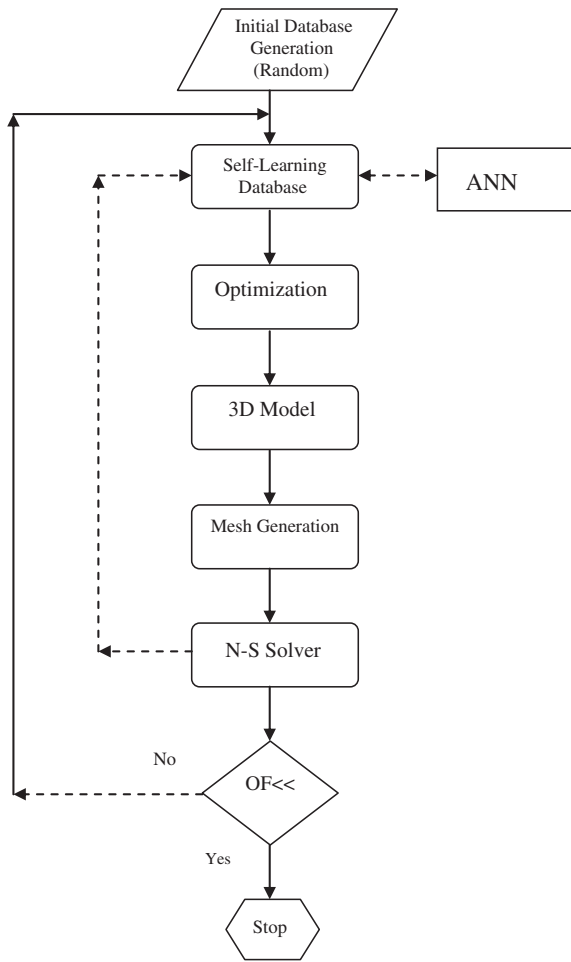 Initial Database
Generation
(Random)
Self-Learning
Database
ANN
Optimization
3D Model
Mesh Generation
N-S Solver
No
OF<<
Yes
Stop